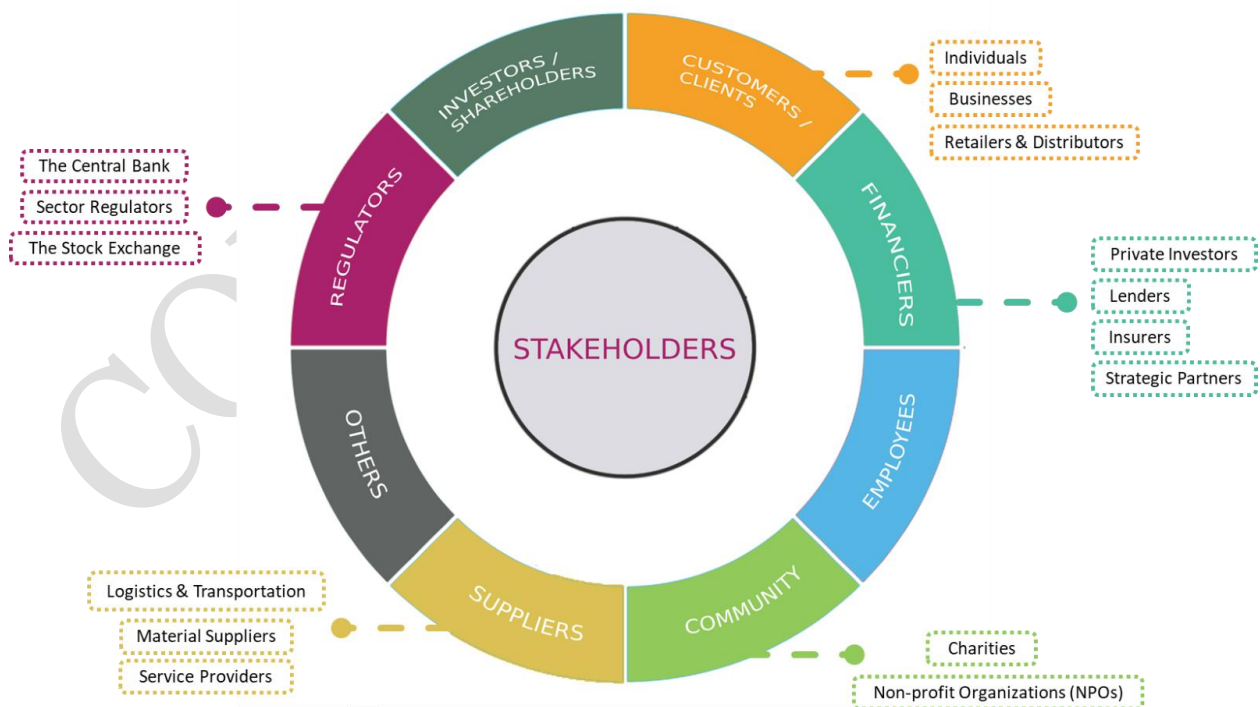 INVESTORS /
SHAREHOLDERS
CUSTOMERS /
CLIENTS
Individuals
Businesses
Retailers & Distributors
The Central Bank
Sector Regulators
The Stock Exchange
REGULATORS
FINANCIERS
Private Investors
Lenders
Insurers
Strategic Partners
STAKEHOLDERS
OTHERS
EMPLOYEES
Logistics & Transportation
Material Suppliers
Service Providers
SUPPLIERS
COMMUNITY
Charities
Non-profit Organizations (NPOs)